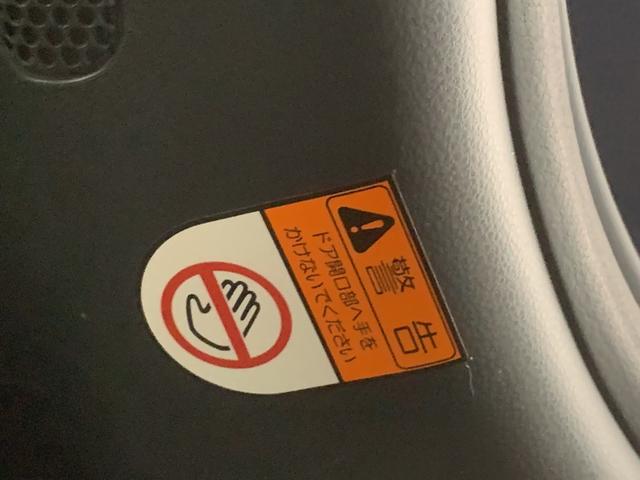 警告
ドア開口部へ手を
かけないでください